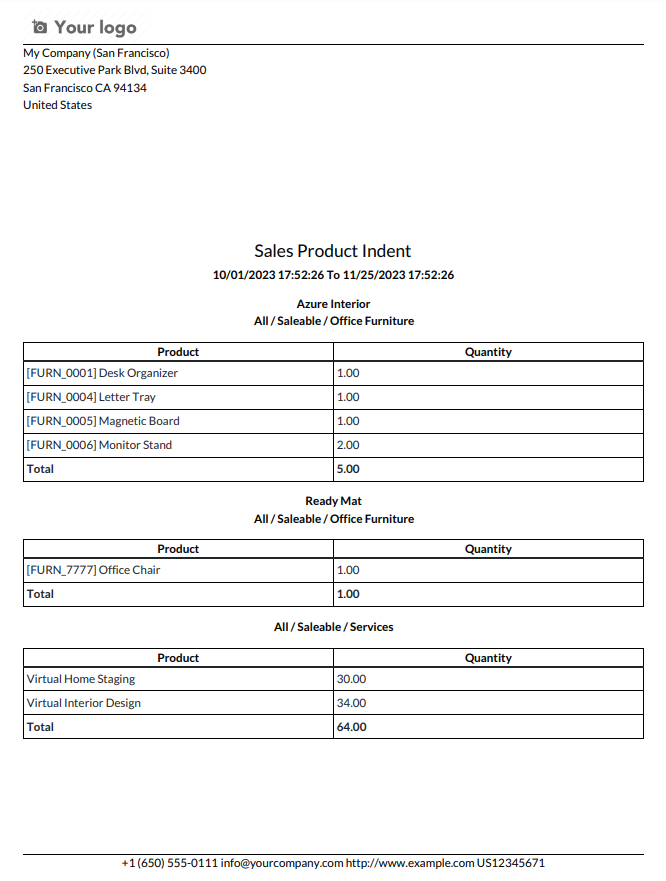 Your logo
My Company (San Francisco)
250 Executive Park Blvd, Suite 3400
San Francisco CA 94134
United States
Sales Product Indent
10/01/2023 17:52:26 To 11/25/2023 17:52:26
Azure Interior
All / Saleable / Office Furniture
Product Quantity
[FURN_0001] Desk Organizer 1.00
[FURN_0004] Letter Tray 1.00
[FURN_0005] Magnetic Board 1.00
[FURN_0006] Monitor Stand 2.00
Total 5.00
Ready Mat
All / Saleable / Office Furniture
Product Quantity
[FURN_7777] Office Chair 1.00
Total 1.00
All / Saleable / Services
Product Quantity
Virtual Home Staging 30.00
Virtual Interior Design 34.00
Total 64.00
+1 (650) 555-0111 info@yourcompany.com http://www.example.com US12345671